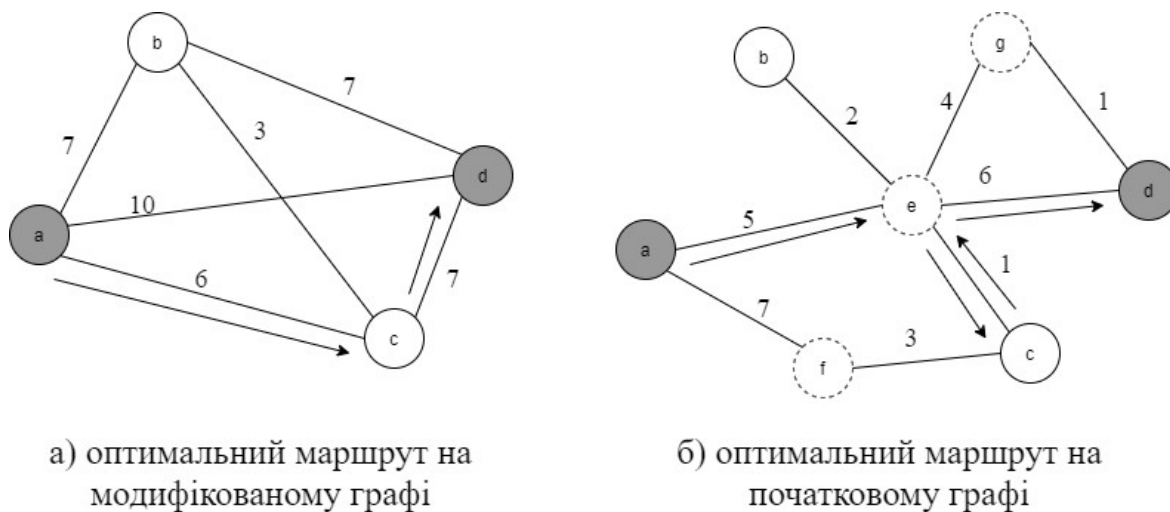 b
7
7
3
10
a
d
6
7
c
b
g
2
4
1
e
6
d
5
a
1
7
3
f
c
а) оптимальний маршрут на
модифікованому графі
б) оптимальний маршрут на
початковому графі